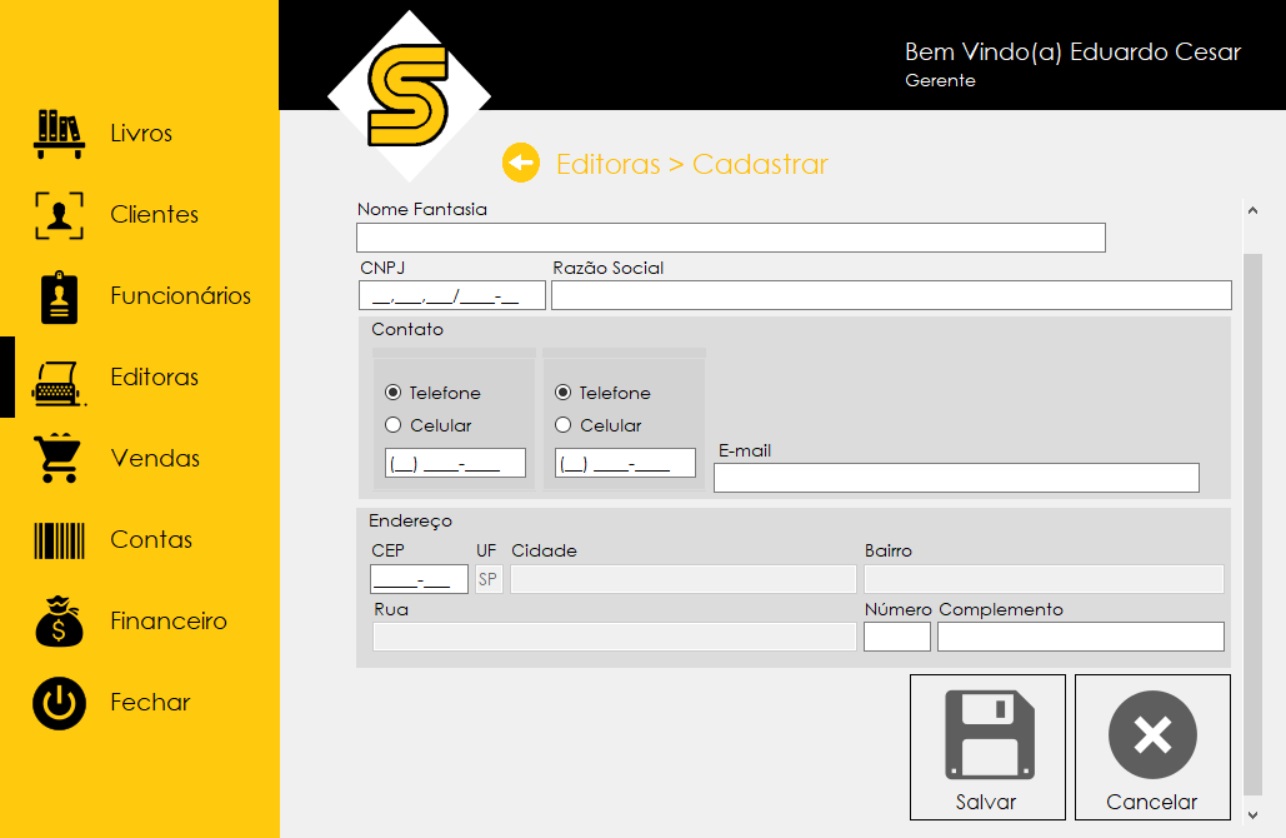 S
Bem Vindo(a) Eduardo Cesar
Gerente
Livros
Clientes
Funcionários
Editoras
Vendas
Contas
Financeiro
Fechar
Editoras > Cadastrar
Nome Fantasia
CNPJ Razão Social
__.___.___/____-__
Contato
Telefone Telefone
Celular Celular
E-mail
(__) ____-____ (__) ____-____
Endereço
CEP UF Cidade Bairro
_____-___ SP
Rua Número Complemento
Salvar Cancelar